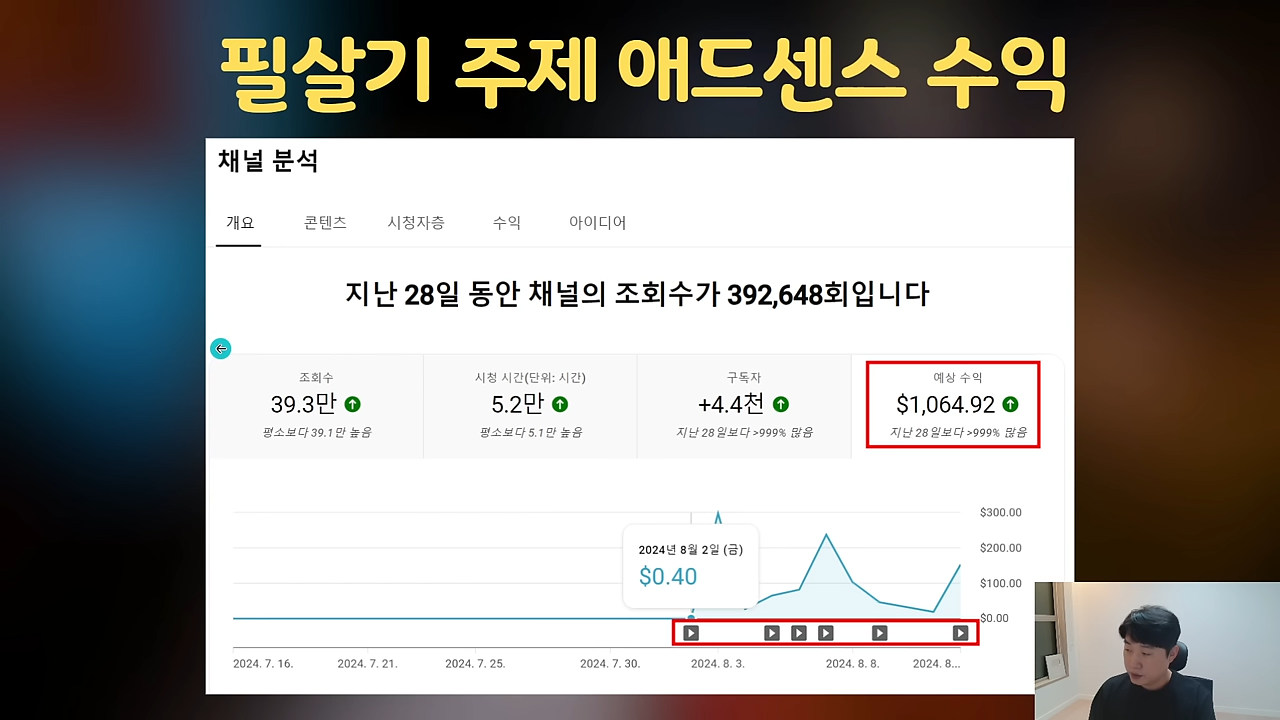 필살기 주제 애드센스 수익
채널 분석
개요 콘텐츠 시청자층 수익 아이디어
지난 28일 동안 채널의 조회수가 392,648회입니다
조회수 시청 시간(단위: 시간) 구독자 예상 수익
39.3만 5.2만 +4.4천 $1,064.92
평소보다 39.1만 높음 평소보다 5.1만 높음 지난 28일보다 >999% 많음 지난 28일보다 >999% 많음
$300.00
2024년 8월 2일 (금)
$200.00
$0.40
$100.00
$0.00
2024. 7. 16. 2024. 7. 21. 2024. 7. 25. 2024. 7. 30. 2024. 8. 3. 2024. 8. 8. 2024. 8...